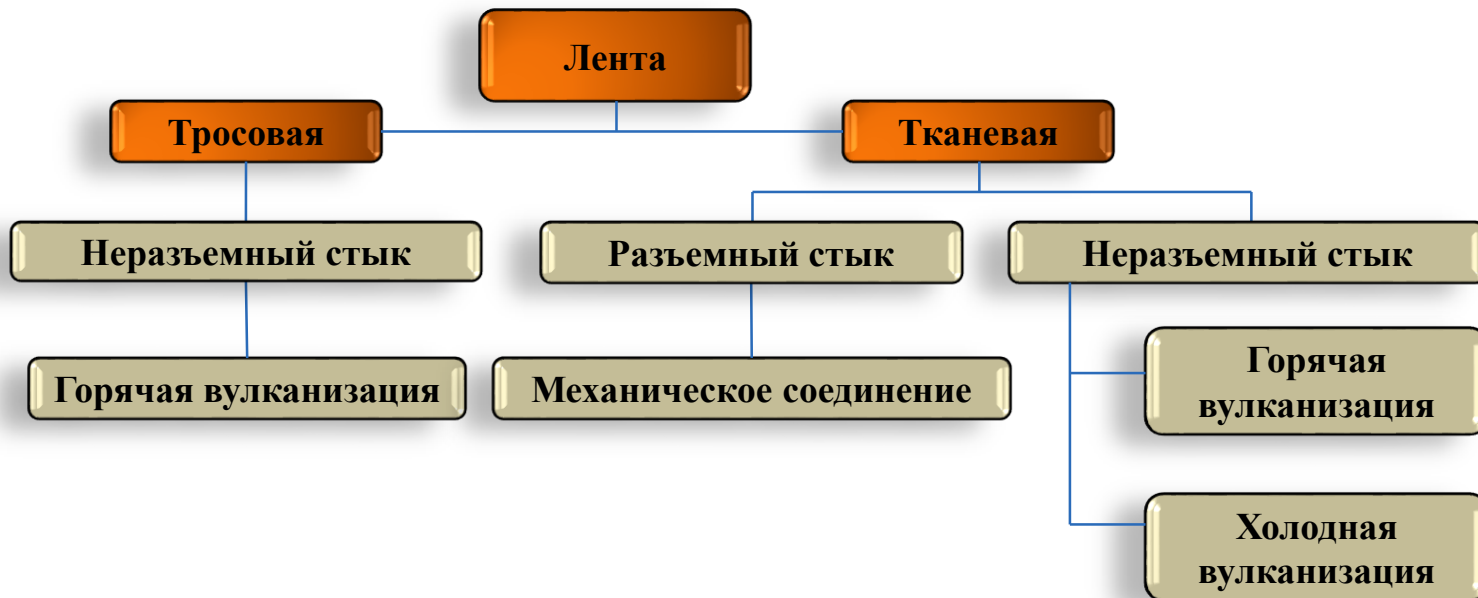 Лента
Тросовая
Тканевая
Неразъемный стык
Разъемный стык
Неразъемный стык
Горячая вулканизация
Механическое соединение
Горячая
вулканизация
Холодная
вулканизация